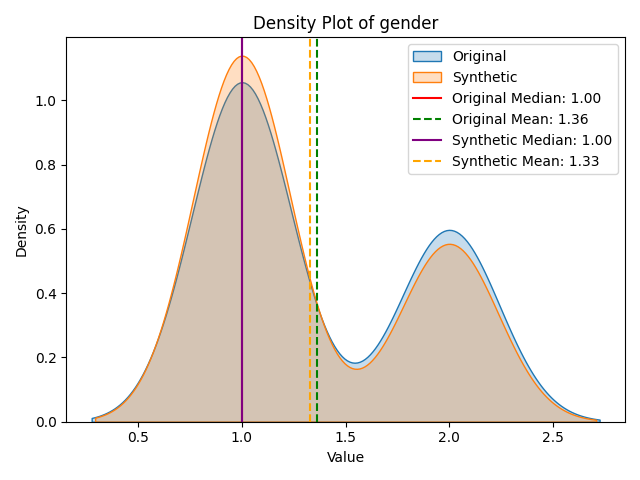 Density Plot of gender
Original
Synthetic
Original Median: 1.00
Original Mean: 1.36
Synthetic Median: 1.00
Synthetic Mean: 1.33
Density
1.0
0.8
0.6
0.4
0.2
0.0
0.5
1.0
1.5
2.0
2.5
Value